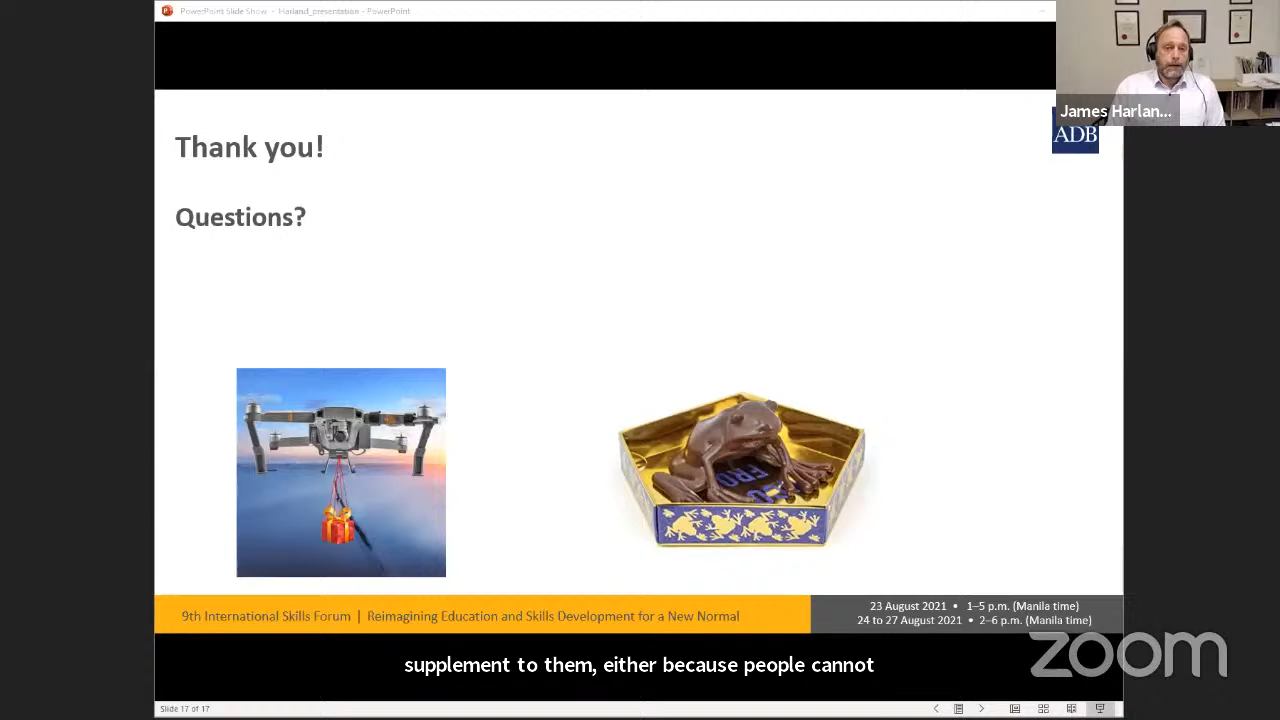 PowerPoint Slide Show - Harland_presentation - PowerPoint
James Harlan...
ADB
Thank you!
Questions?
FRO
9th International Skills Forum | Reimagining Education and Skills Development for a New Normal
23 August 2021 • 1–5 p.m. (Manila time)
24 to 27 August 2021 • 2–6 p.m. (Manila time)
supplement to them, either because people cannot
zoom
Slide 17 of 17